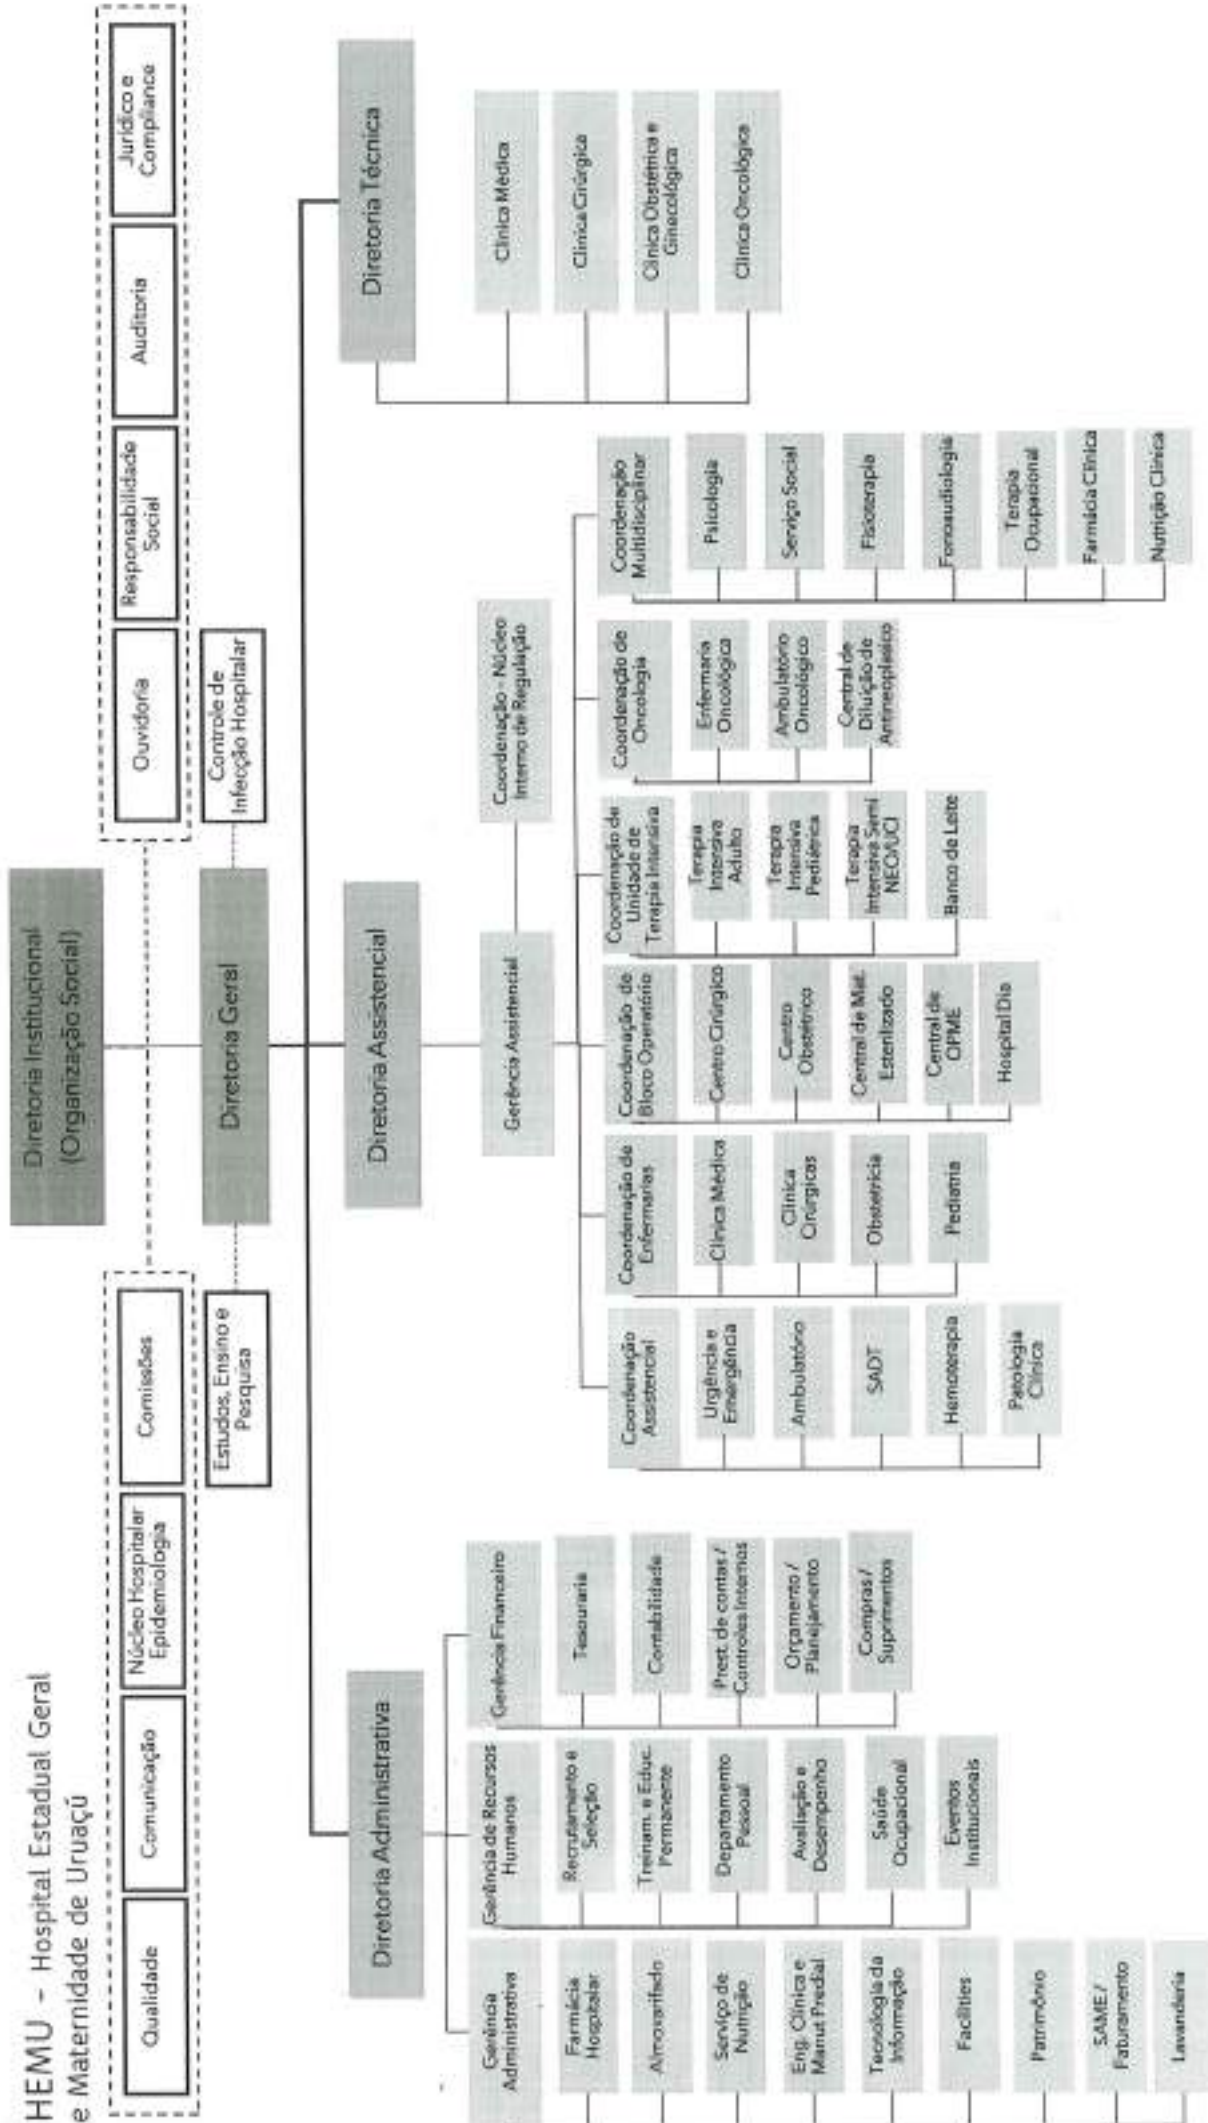 HEMU – Hospital Estadual Geral
e Maternidade de Uruaçú
Diretoria Institucional
(Organização Social)
Qualidade
Comunicação
Núcleo Hospitalar
Epidemiologia
Comissões
Ouvidoria
Responsabilidade
Social
Auditoria
Jurídico e
Compliance
Estudos, Ensino e
Pesquisa
Diretoria Geral
Controle de
Infecção Hospitalar
Diretoria Administrativa
Diretoria Assistencial
Diretoria Técnica
Gerência
Administrativa
Farmácia
Hospitalar
Almoxarifado
Serviço de
Nutrição
Eng. Clínica e
Manut Predial
Tecnologia da
Informação
Facilities
Patrimônio
SAME /
Faturamento
Lavanderia
Gerência de Recursos
Humanos
Recrutamento e
Seleção
Treinam. e Educ.
Permanente
Departamento
Pessoal
Avaliação e
Desempenho
Saúde
Ocupacional
Eventos
Institucionais
Gerência Financeiro
Tesouraria
Contabilidade
Prest. de contas /
Controles Internos
Orçamento /
Planejamento
Compras /
Suprimentos
Gerência Assistencial
Coordenação - Núcleo
Interno de Regulação
Coordenação
Assistencial
Urgência e
Emergência
Ambulatório
SADT
Hemoterapia
Patologia
Clínica
Coordenação de
Enfermarias
Clínica Médica
Clínica
Cirúrgicas
Obstetrícia
Pediatria
Coordenação de
Bloco Operatório
Centro Cirúrgico
Centro
Obstétrico
Central de Mat.
Esterilizado
Central de
OPME
Hospital Dia
Coordenação de
Unidade de
Terapia Intensiva
Terapia
Intensiva
Adulto
Terapia
Intensiva
Pediátrica
Terapia
Intensiva Semi
NEO/UCI
Banco de Leite
Coordenação de
Oncologia
Enfermaria
Oncológica
Ambulatório
Oncológico
Central de
Diluição de
Antineoplasico
Coordenação
Multidisciplinar
Psicologia
Serviço Social
Fisioterapia
Fonoaudiologia
Terapia
Ocupacional
Farmácia Clínica
Nutrição Clínica
Clínica Médica
Clínica Cirúrgica
Clínica Obstétrica e
Ginecológica
Clínica Oncológica